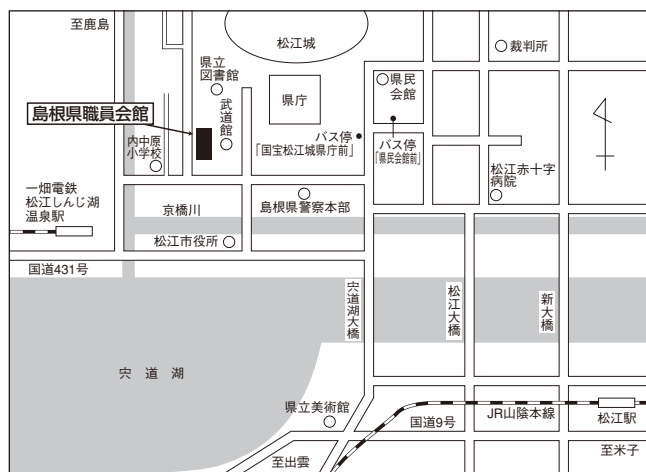 至鹿島
松江城
裁判所
県立
図書館
県民
会館
県庁
島根県職員会館
武道館
バス停
「国宝松江城県庁前」
バス停
「県民会館前」
内中原
小学校
松江赤十字
病院
一畑電鉄
松江しんじ湖
温泉駅
京橋川
島根県警察本部
松江市役所
国道431号
宍道湖大橋
松江大橋
新大橋
宍道湖
県立美術館
国道9号
JR山陰本線
松江駅
至出雲
至米子